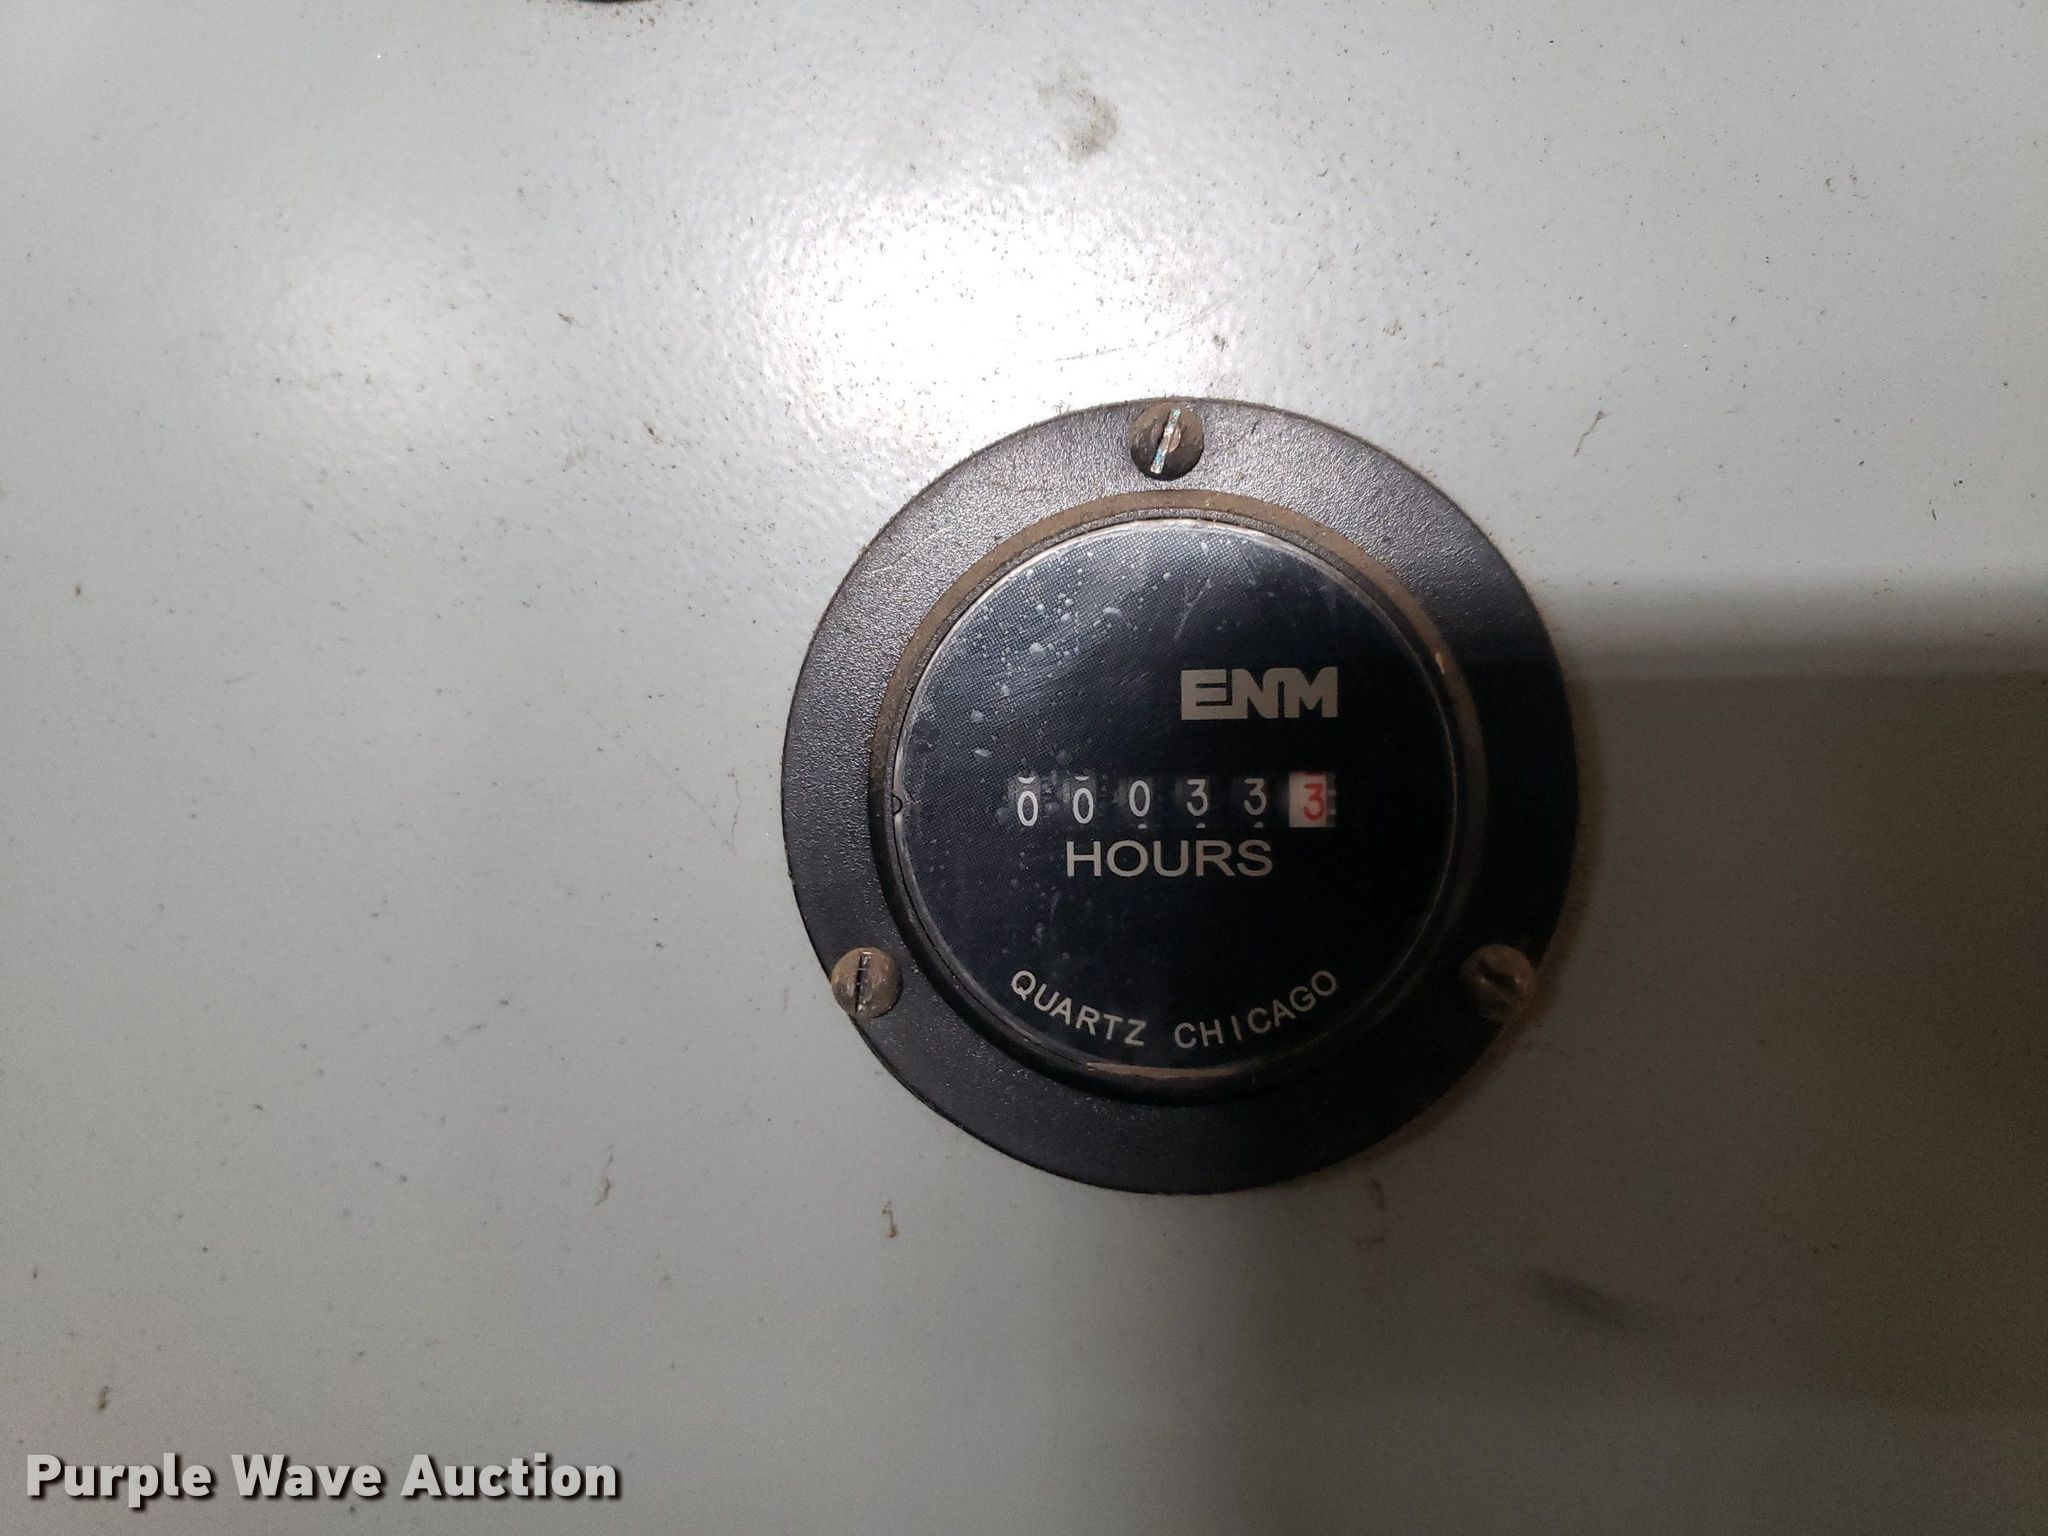 ENM
000333
HOURS
QUARTZ CHICAGO
Purple Wave Auction